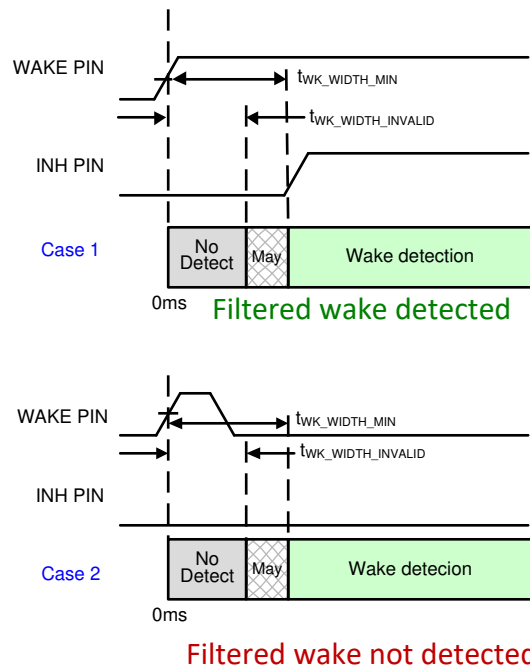 WAKE PIN
tWK_WIDTH_MIN
tWK_WIDTH_INVALID
INH PIN
Case 1
No
Detect
May
Wake detection
0ms
Filtered wake detected
WAKE PIN
tWK_WIDTH_MIN
tWK_WIDTH_INVALID
INH PIN
Case 2
No
Detect
May
Wake detecion
0ms
Filtered wake not detected